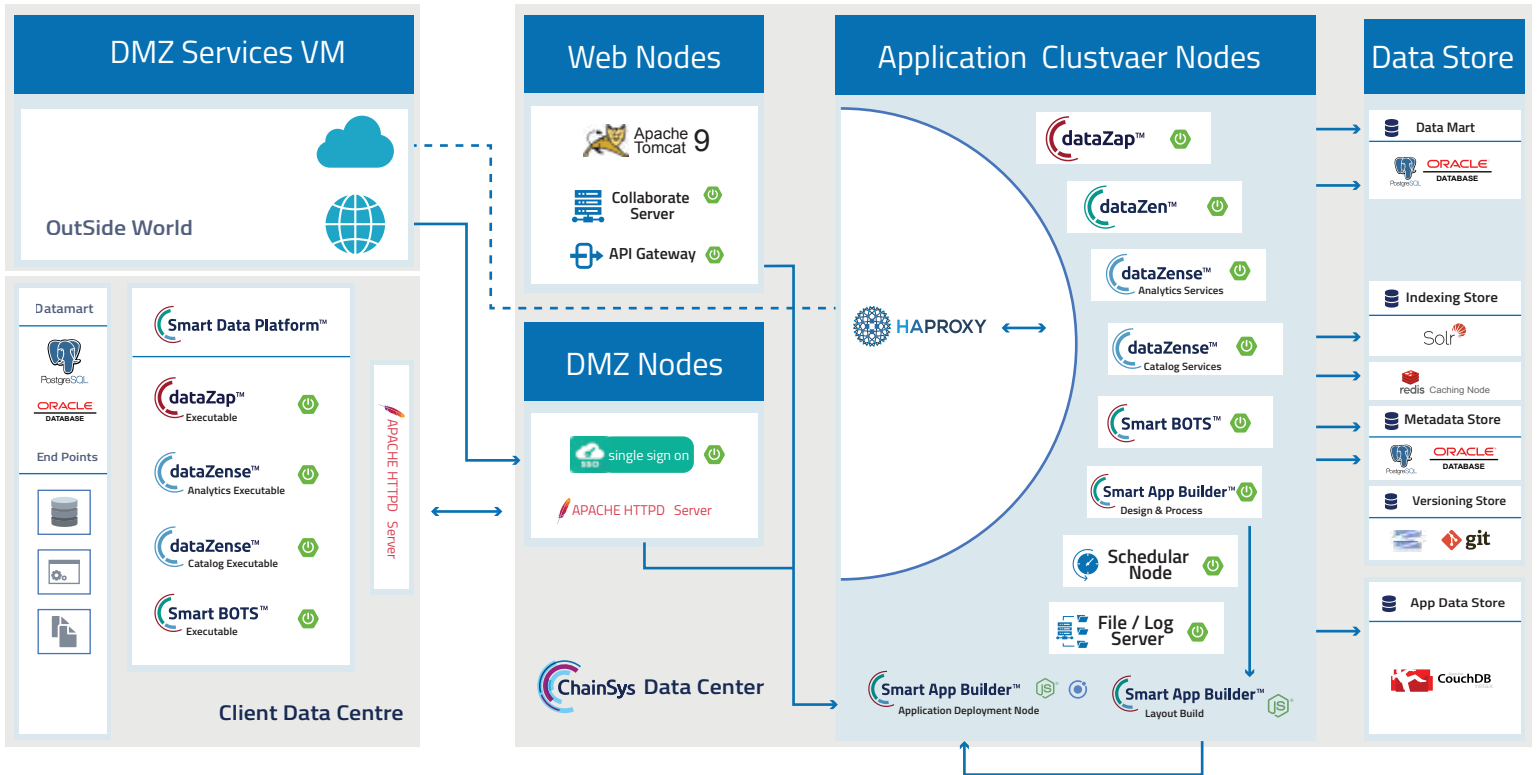 DMZ Services VM
OutSide World
Datamart
PostgreSQL
ORACLE
DATABASE
End Points
Smart Data Platform™
dataZap™
Executable
dataZense™
Analytics Executable
dataZense™
Catalog Executable
Smart BOTS™
Executable
APACHE HTTPD Server
Client Data Centre
Web Nodes
Apache
Tomcat 9
Collaborate
Server
API Gateway
DMZ Nodes
SSO
single sign on
APACHE HTTPD Server
ChainSys Data Center
Application Clustvaer Nodes
HAPROXY
dataZap™
dataZen™
dataZense™
Analytics Services
dataZense™
Catalog Services
Smart BOTS™
Smart App Builder™
Design & Process
Schedular
Node
File / Log
Server
Smart App Builder™
Application Deployment Node
JS
Smart App Builder™
Layout Build
JS
Data Store
Data Mart
PostgreSQL
ORACLE
DATABASE
Indexing Store
Solr
redis Caching Node
Metadata Store
PostgreSQL
ORACLE
DATABASE
Versioning Store
git
App Data Store
CouchDB